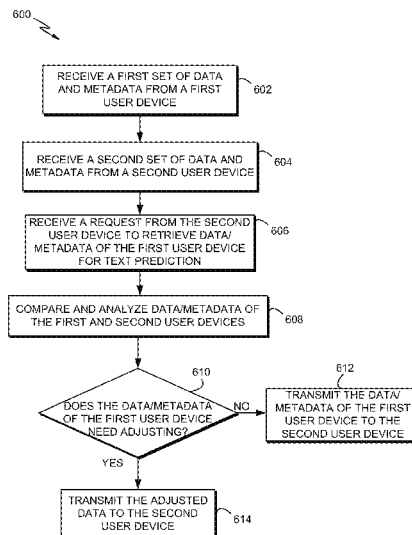 600
RECEIVE A FIRST SET OF DATA
AND METADATA FROM A FIRST
USER DEVICE
602
RECEIVE A SECOND SET OF DATA AND
METADATA FROM A SECOND USER DEVICE
604
RECEIVE A REQUEST FROM THE SECOND
USER DEVICE TO RETRIEVE DATA/
METADATA OF THE FIRST USER DEVICE
FOR TEXT PREDICTION
606
COMPARE AND ANALYZE DATA/METADATA OF
THE FIRST AND SECOND USER DEVICES
608
610
DOES THE DATA/METADATA
OF THE FIRST USER DEVICE
NEED ADJUSTING?
NO
612
TRANSMIT THE DATA/
METADATA OF THE FIRST
USER DEVICE TO THE
SECOND USER DEVICE
YES
TRANSMIT THE ADJUSTED
DATA TO THE SECOND
USER DEVICE
614